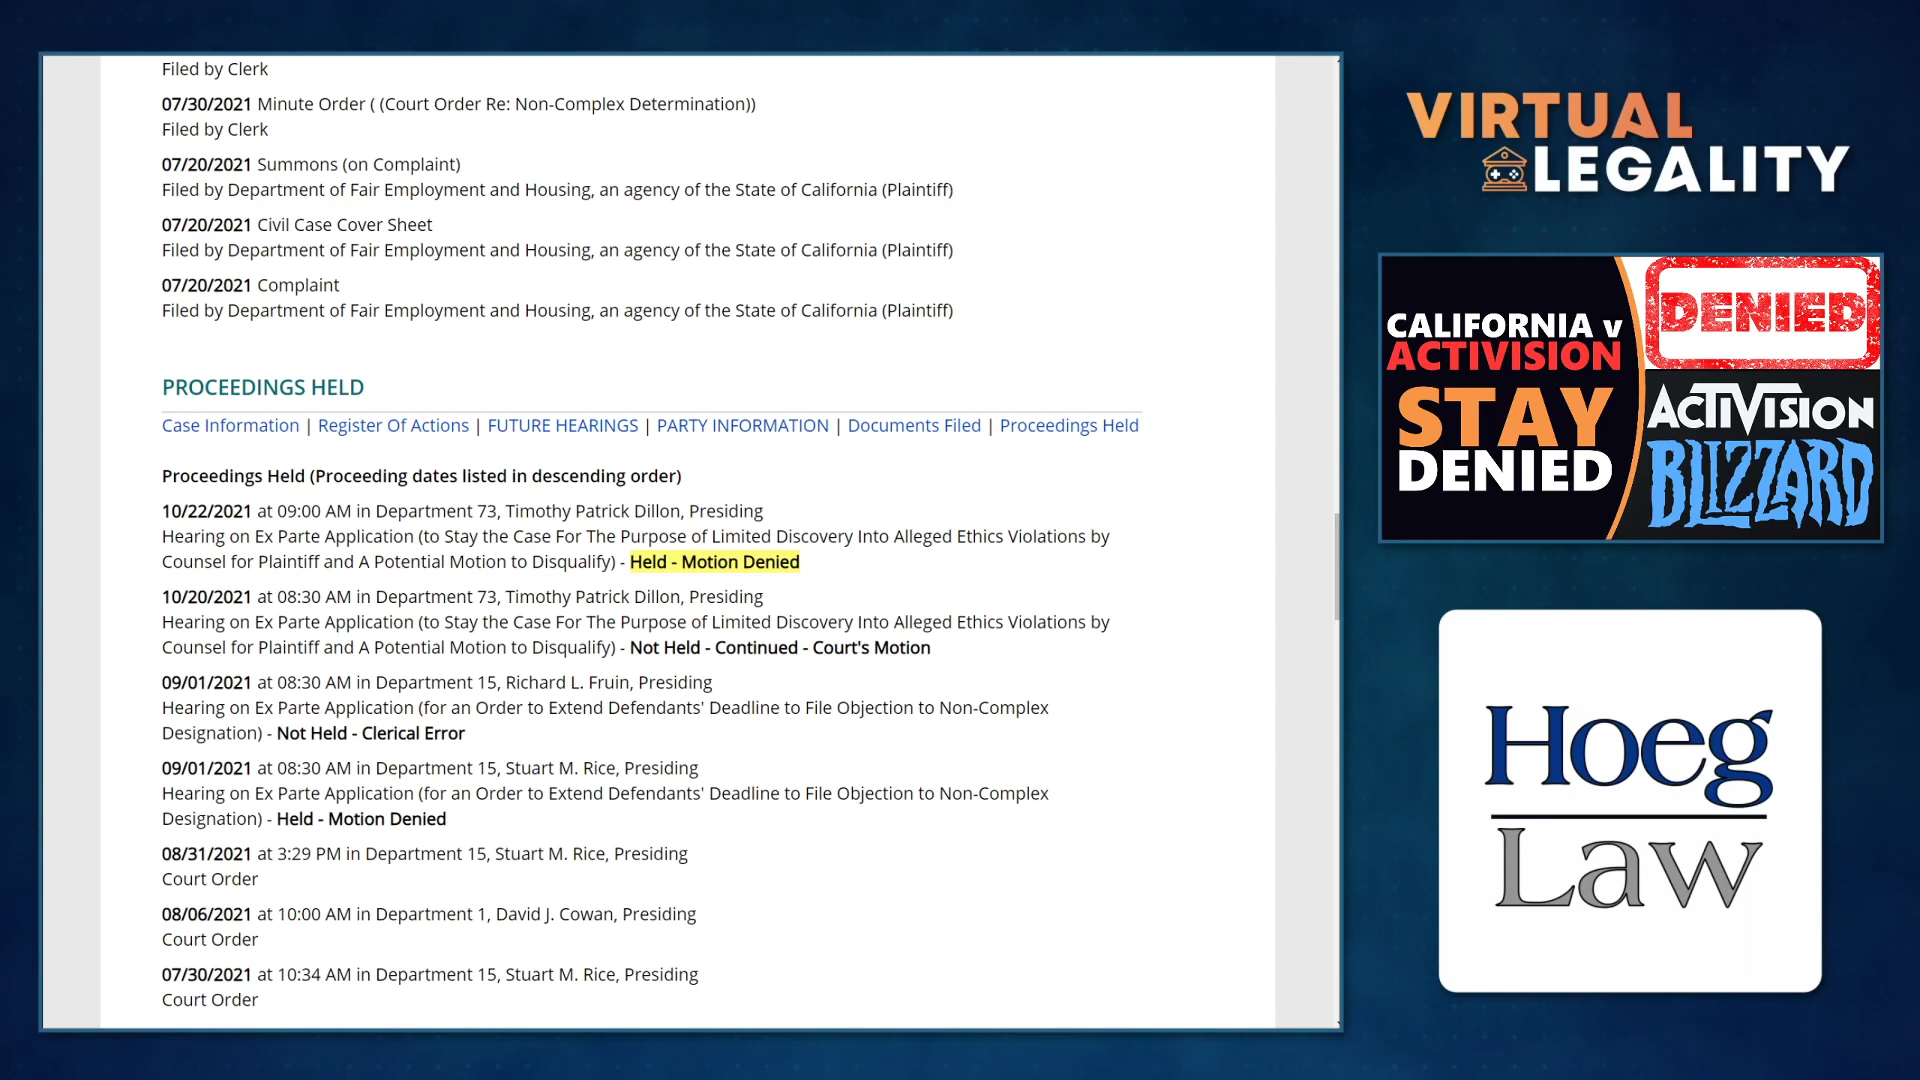 Filed by Clerk
07/30/2021 Minute Order ( (Court Order Re: Non-Complex Determination))
Filed by Clerk
07/20/2021 Summons (on Complaint)
Filed by Department of Fair Employment and Housing, an agency of the State of California (Plaintiff)
07/20/2021 Civil Case Cover Sheet
Filed by Department of Fair Employment and Housing, an agency of the State of California (Plaintiff)
07/20/2021 Complaint
Filed by Department of Fair Employment and Housing, an agency of the State of California (Plaintiff)
PROCEEDINGS HELD
Case Information | Register Of Actions | FUTURE HEARINGS | PARTY INFORMATION | Documents Filed | Proceedings Held
Proceedings Held (Proceeding dates listed in descending order)
10/22/2021 at 09:00 AM in Department 73, Timothy Patrick Dillon, Presiding
Hearing on Ex Parte Application (to Stay the Case For The Purpose of Limited Discovery Into Alleged Ethics Violations by
Counsel for Plaintiff and A Potential Motion to Disqualify) - Held - Motion Denied
10/20/2021 at 08:30 AM in Department 73, Timothy Patrick Dillon, Presiding
Hearing on Ex Parte Application (to Stay the Case For The Purpose of Limited Discovery Into Alleged Ethics Violations by
Counsel for Plaintiff and A Potential Motion to Disqualify) - Not Held - Continued - Court's Motion
09/01/2021 at 08:30 AM in Department 15, Richard L. Fruin, Presiding
Hearing on Ex Parte Application (for an Order to Extend Defendants' Deadline to File Objection to Non-Complex
Designation) - Not Held - Clerical Error
09/01/2021 at 08:30 AM in Department 15, Stuart M. Rice, Presiding
Hearing on Ex Parte Application (for an Order to Extend Defendants' Deadline to File Objection to Non-Complex
Designation) - Held - Motion Denied
08/31/2021 at 3:29 PM in Department 15, Stuart M. Rice, Presiding
Court Order
08/06/2021 at 10:00 AM in Department 1, David J. Cowan, Presiding
Court Order
07/30/2021 at 10:34 AM in Department 15, Stuart M. Rice, Presiding
Court Order
VIRTUAL
LEGALITY
CALIFORNIA v
ACTIVISION
STAY
DENIED
DENIED
ACTIVISION
BLIZZARD
Hoeg
Law